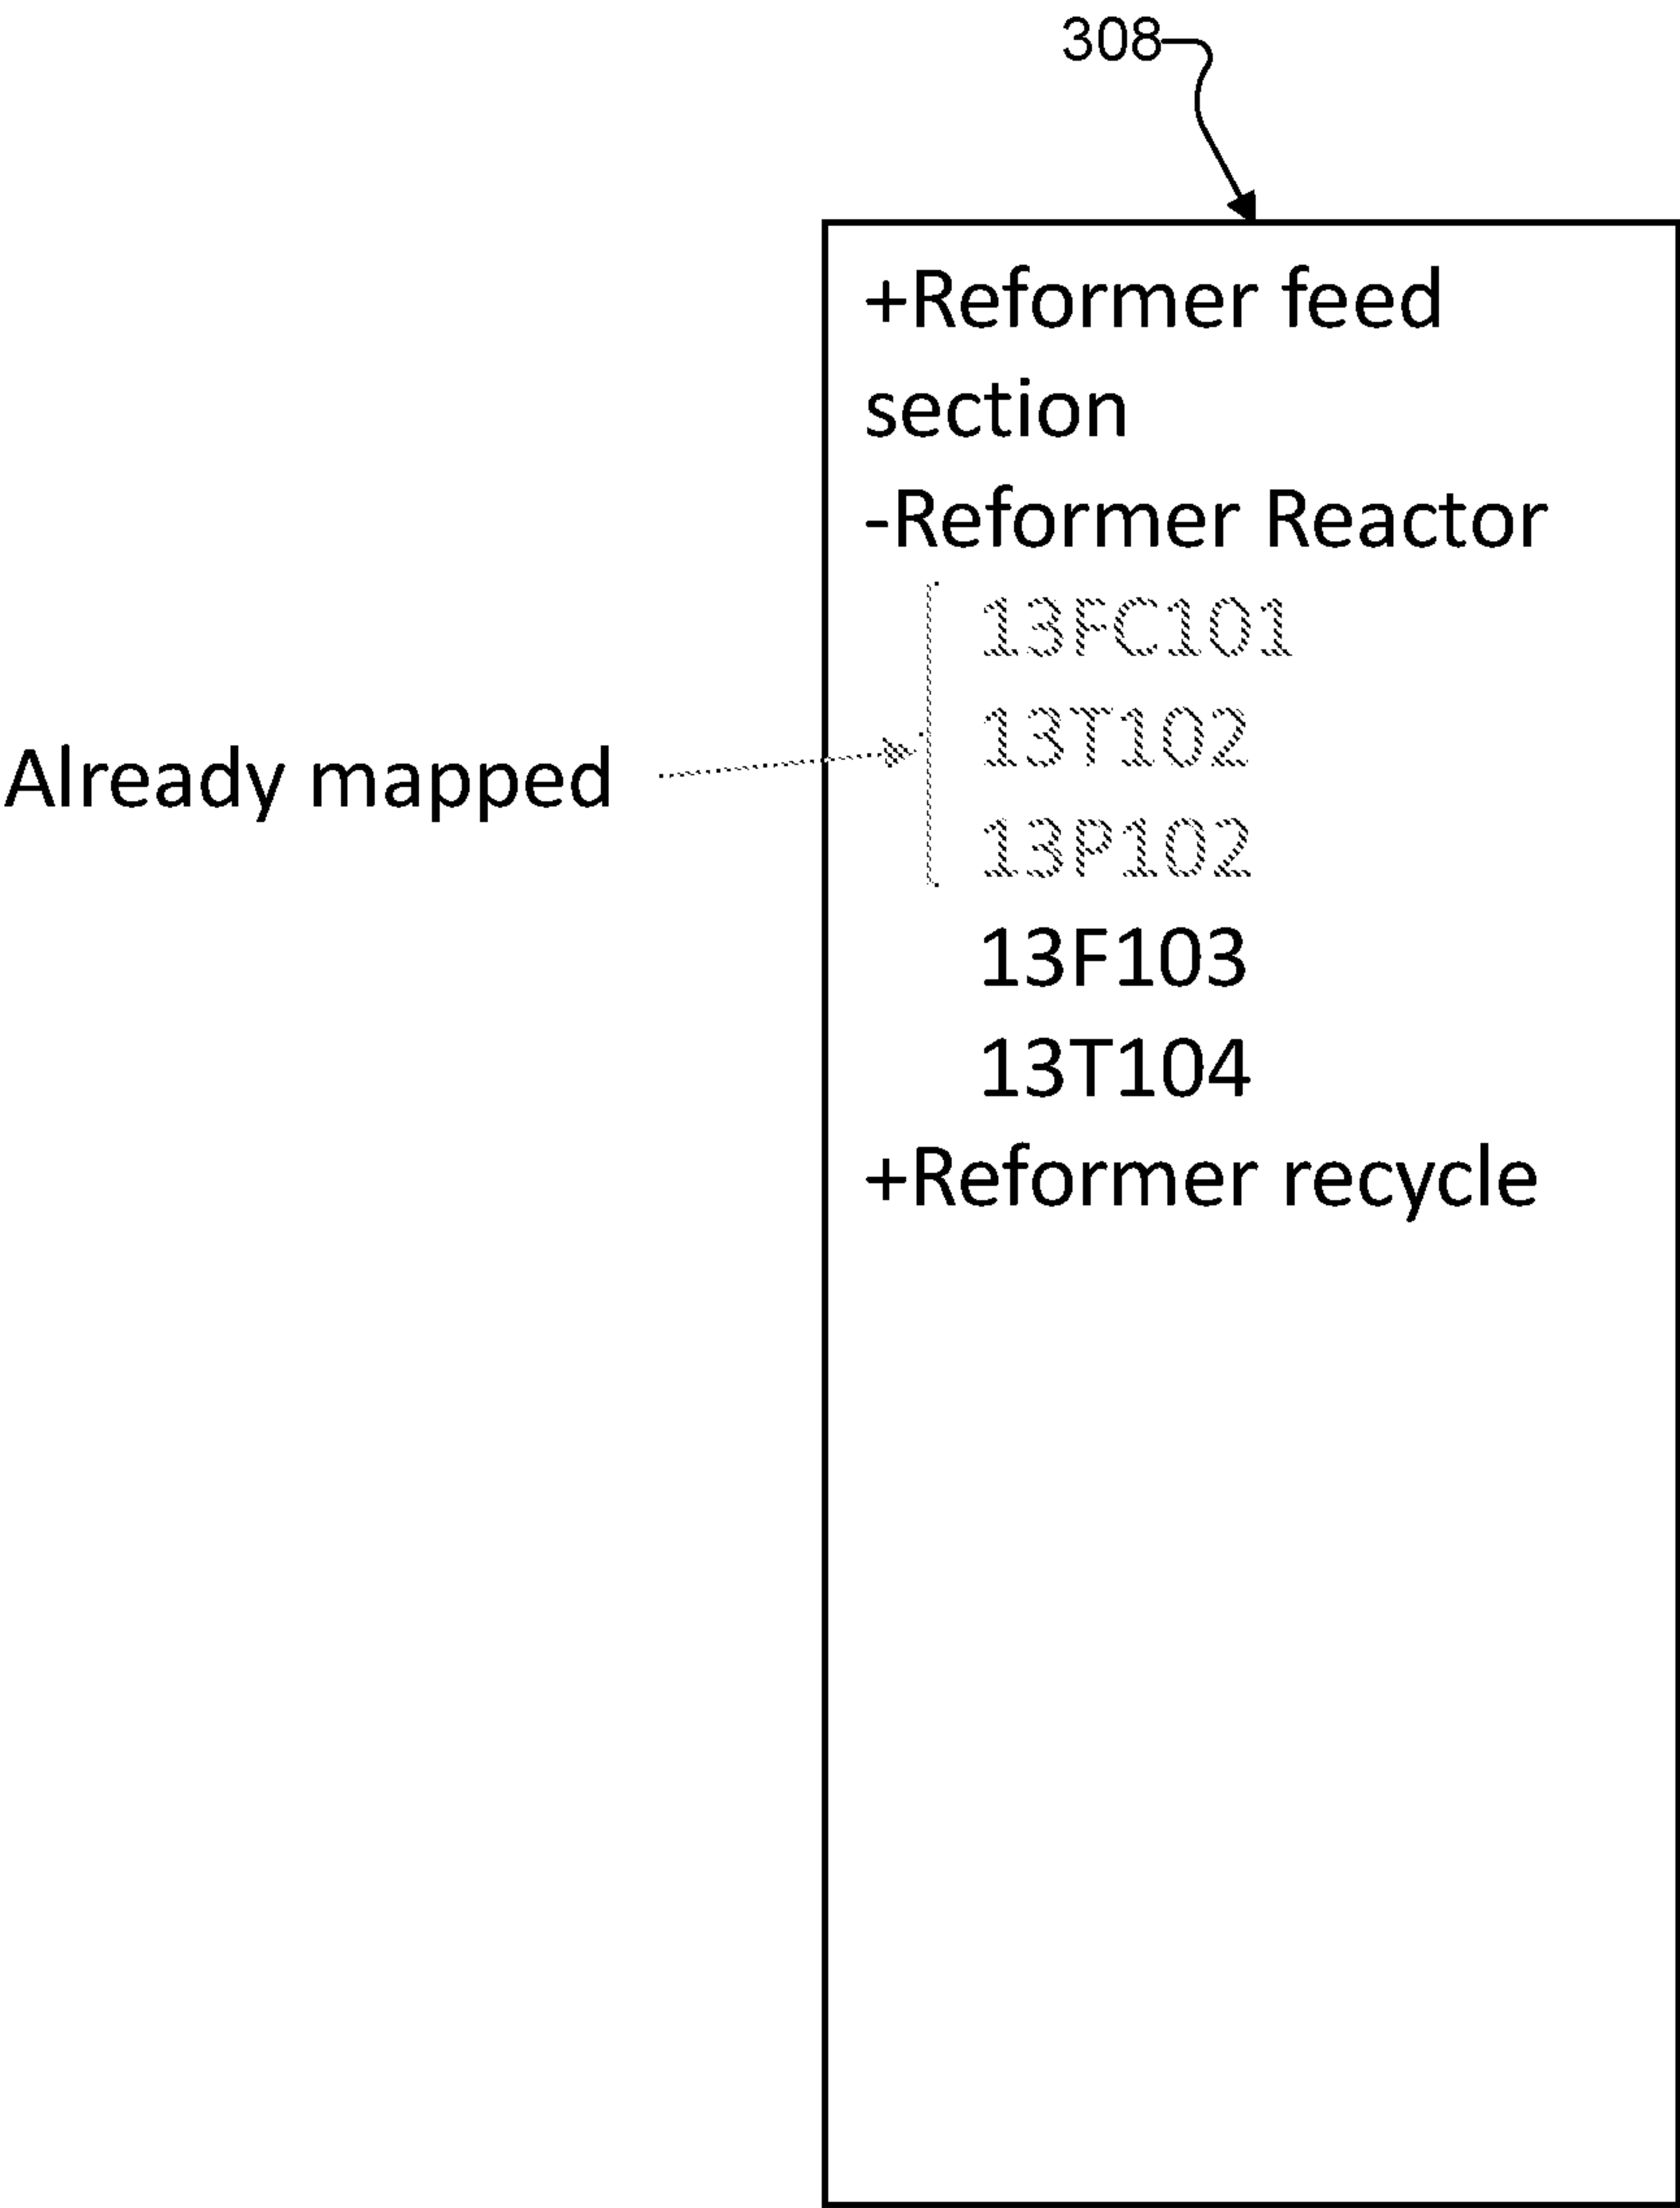 308
+Reformer feed
section
-Reformer Reactor
13FC101
13T102
Already mapped
13P102
13F103
13T104
+Reformer recycle